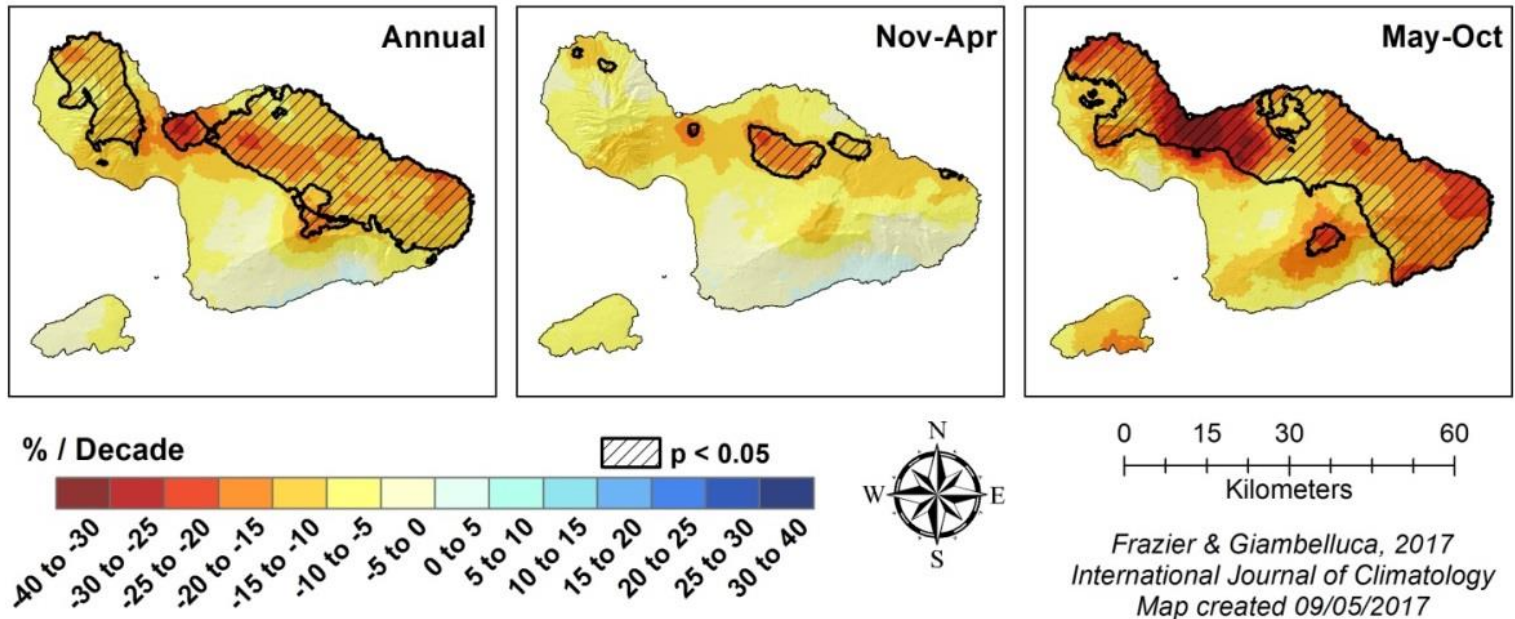 Annual
Nov-Apr
May-Oct
% / Decade
p < 0.05
-40 to -30
-30 to -25
-25 to -20
-20 to -15
-15 to -10
-10 to -5
-5 to 0
0 to 5
5 to 10
10 to 15
15 to 20
20 to 25
25 to 30
30 to 40
N
W E
S
0 15 30 60
Kilometers
Frazier & Giambelluca, 2017
International Journal of Climatology
Map created 09/05/2017